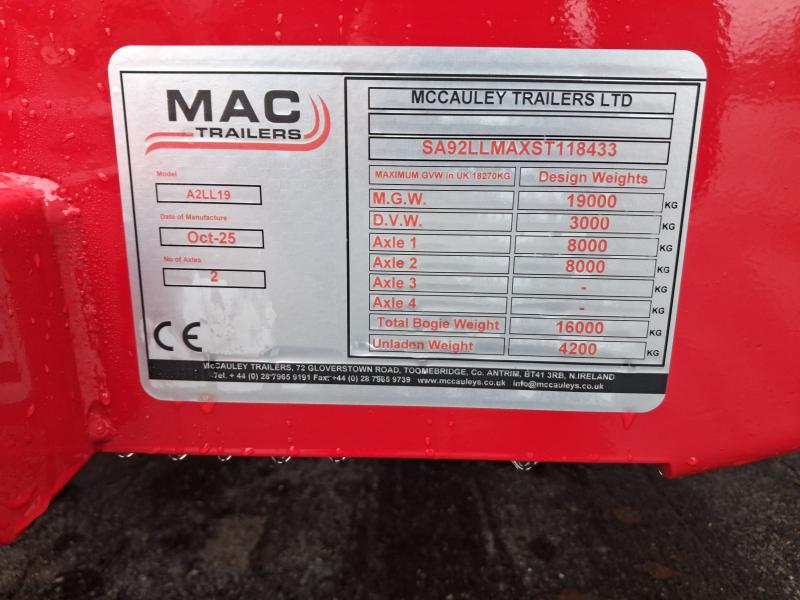 MAC
TRAILERS
Model
A2LL19
Date of Manufacture
Oct-25
No of Axles
2
CE
MCCAULEY TRAILERS LTD
SA92LLMAXST118433
MAXIMUM GVW in UK 18270KG Design Weights
M.G.W. 19000 KG
D.V.W. 3000 KG
Axle 1 8000 KG
Axle 2 8000 KG
Axle 3 - KG
Axle 4 - KG
Total Bogie Weight 16000 KG
Unladen Weight 4200 KG
McCAULEY TRAILERS, 72 GLOVERSTOWN ROAD, TOOMEBRIDGE, Co. ANTRIM, BT41 3RB, N.IRELAND
Tel. + 44 (0) 28 7965 9191 Fax: +44 (0) 28 7965 9739 www.mccauleys.co.uk info@mccauleys.co.uk